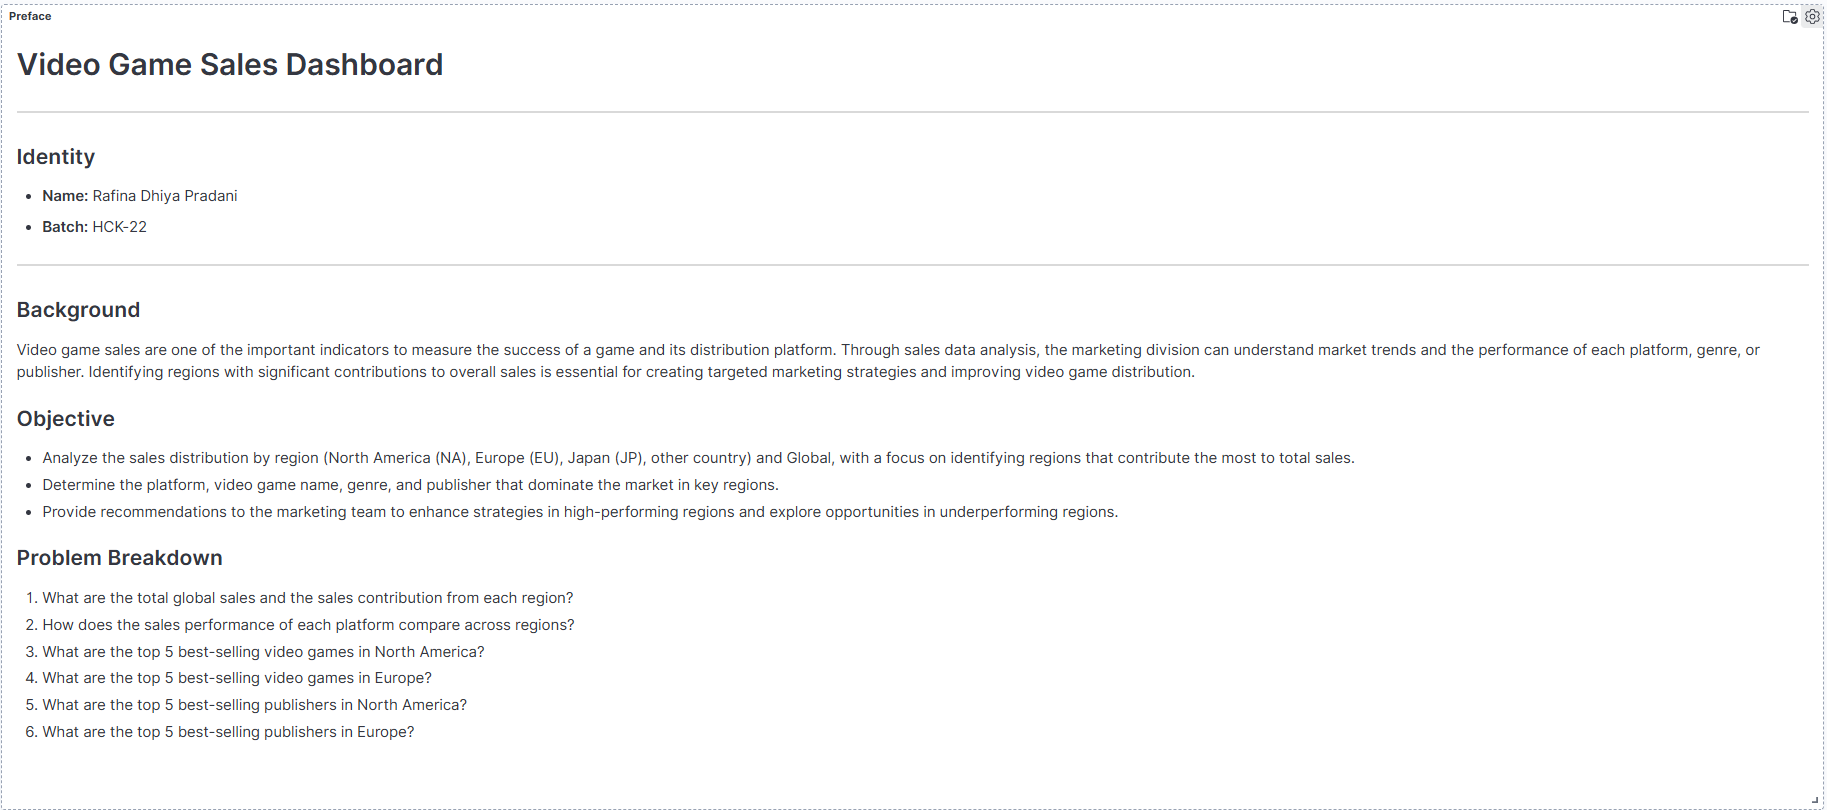 Preface
Video Game Sales Dashboard
Identity
• Name: Rafina Dhiya Pradani
• Batch: HCK-22
Background
Video game sales are one of the important indicators to measure the success of a game and its distribution platform. Through sales data analysis, the marketing division can understand market trends and the performance of each platform, genre, or
publisher. Identifying regions with significant contributions to overall sales is essential for creating targeted marketing strategies and improving video game distribution.
Objective
• Analyze the sales distribution by region (North America (NA), Europe (EU), Japan (JP), other country) and Global, with a focus on identifying regions that contribute the most to total sales.
• Determine the platform, video game name, genre, and publisher that dominate the market in key regions.
• Provide recommendations to the marketing team to enhance strategies in high-performing regions and explore opportunities in underperforming regions.
Problem Breakdown
1. What are the total global sales and the sales contribution from each region?
2. How does the sales performance of each platform compare across regions?
3. What are the top 5 best-selling video games in North America?
4. What are the top 5 best-selling video games in Europe?
5. What are the top 5 best-selling publishers in North America?
6. What are the top 5 best-selling publishers in Europe?